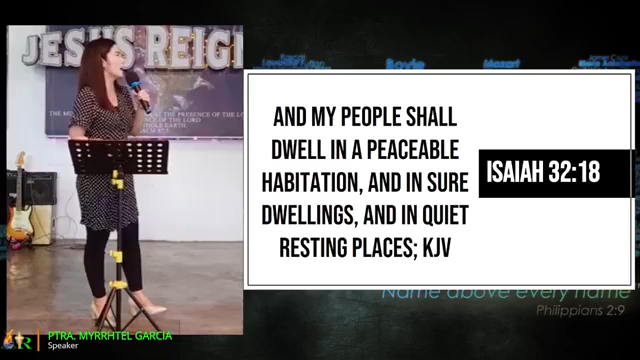 JESUS REIGN
AND MY PEOPLE SHALL
DWELL IN A PEACEABLE
HABITATION, AND IN SURE
DWELLINGS, AND IN QUIET
RESTING PLACES; KJV
ISAIAH 32:18
Boyle
Mozart
Name above every name
Philippians 2:9
PTRA. MYRRHTEL GARCIA
Speaker